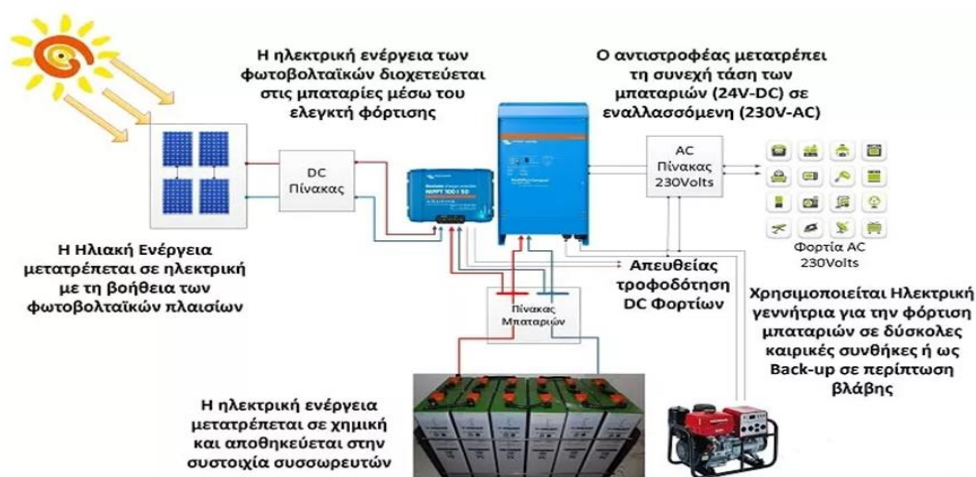 Η ηλεκτρική ενέργεια των
φωτοβολταϊκών διοχετεύεται
στις μπαταρίες μέσω του
ελεγκτή φόρτισης
Ο αντιστροφέας μετατρέπει
τη συνεχή τάση των
μπαταριών (24V-DC) σε
εναλλασσόμενη (230V-AC)
DC
Πίνακας
MPPT 100 | 50
AC
Πίνακας
230Volts
Φορτία AC
230Volts
Η Ηλιακή Ενέργεια
μετατρέπεται σε ηλεκτρική
με τη βοήθεια των
φωτοβολταϊκών πλαισίων
Απευθείας
τροφοδότηση
DC Φορτίων
Πίνακας
Μπαταριών
Χρησιμοποιείται Ηλεκτρική
γεννήτρια για την φόρτιση
μπαταριών σε δύσκολες
καιρικές συνθήκες ή ως
Back-up σε περίπτωση
βλάβης
Η ηλεκτρική ενέργεια
μετατρέπεται σε χημική
και αποθηκεύεται στην
συστοιχία συσσωρευτών